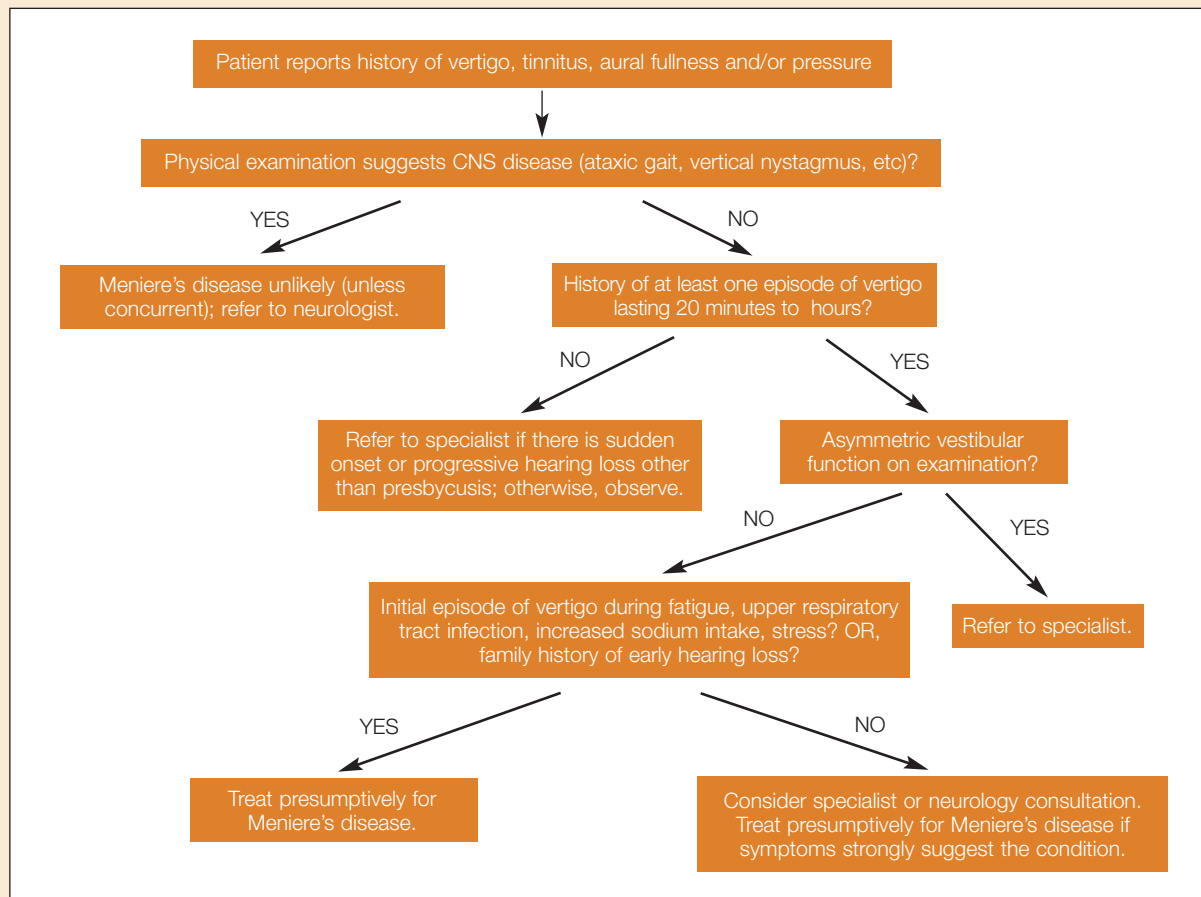 Patient reports history of vertigo, tinnitus, aural fullness and/or pressure
Physical examination suggests CNS disease (ataxic gait, vertical nystagmus, etc)?
YES
NO
Meniere's disease unlikely (unless
concurrent); refer to neurologist.
History of at least one episode of vertigo
lasting 20 minutes to hours?
NO
YES
Refer to specialist if there is sudden
onset or progressive hearing loss other
than presbycusis; otherwise, observe.
Asymmetric vestibular
function on examination?
NO
YES
Initial episode of vertigo during fatigue, upper respiratory
tract infection, increased sodium intake, stress? OR,
family history of early hearing loss?
Refer to specialist.
YES
NO
Treat presumptively for
Meniere's disease.
Consider specialist or neurology consultation.
Treat presumptively for Meniere's disease if
symptoms strongly suggest the condition.